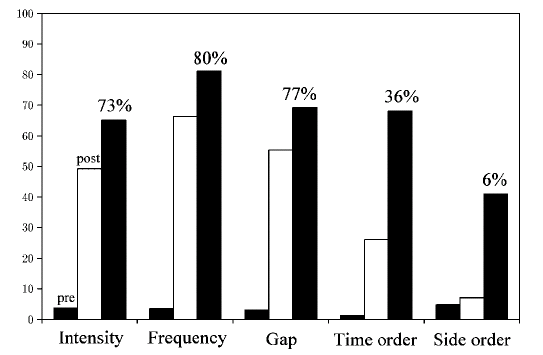 100
90
80
70
60
50
40
30
20
10
0
73%
80%
77%
36%
6%
post
pre
Intensity
Frequency
Gap
Time order
Side order